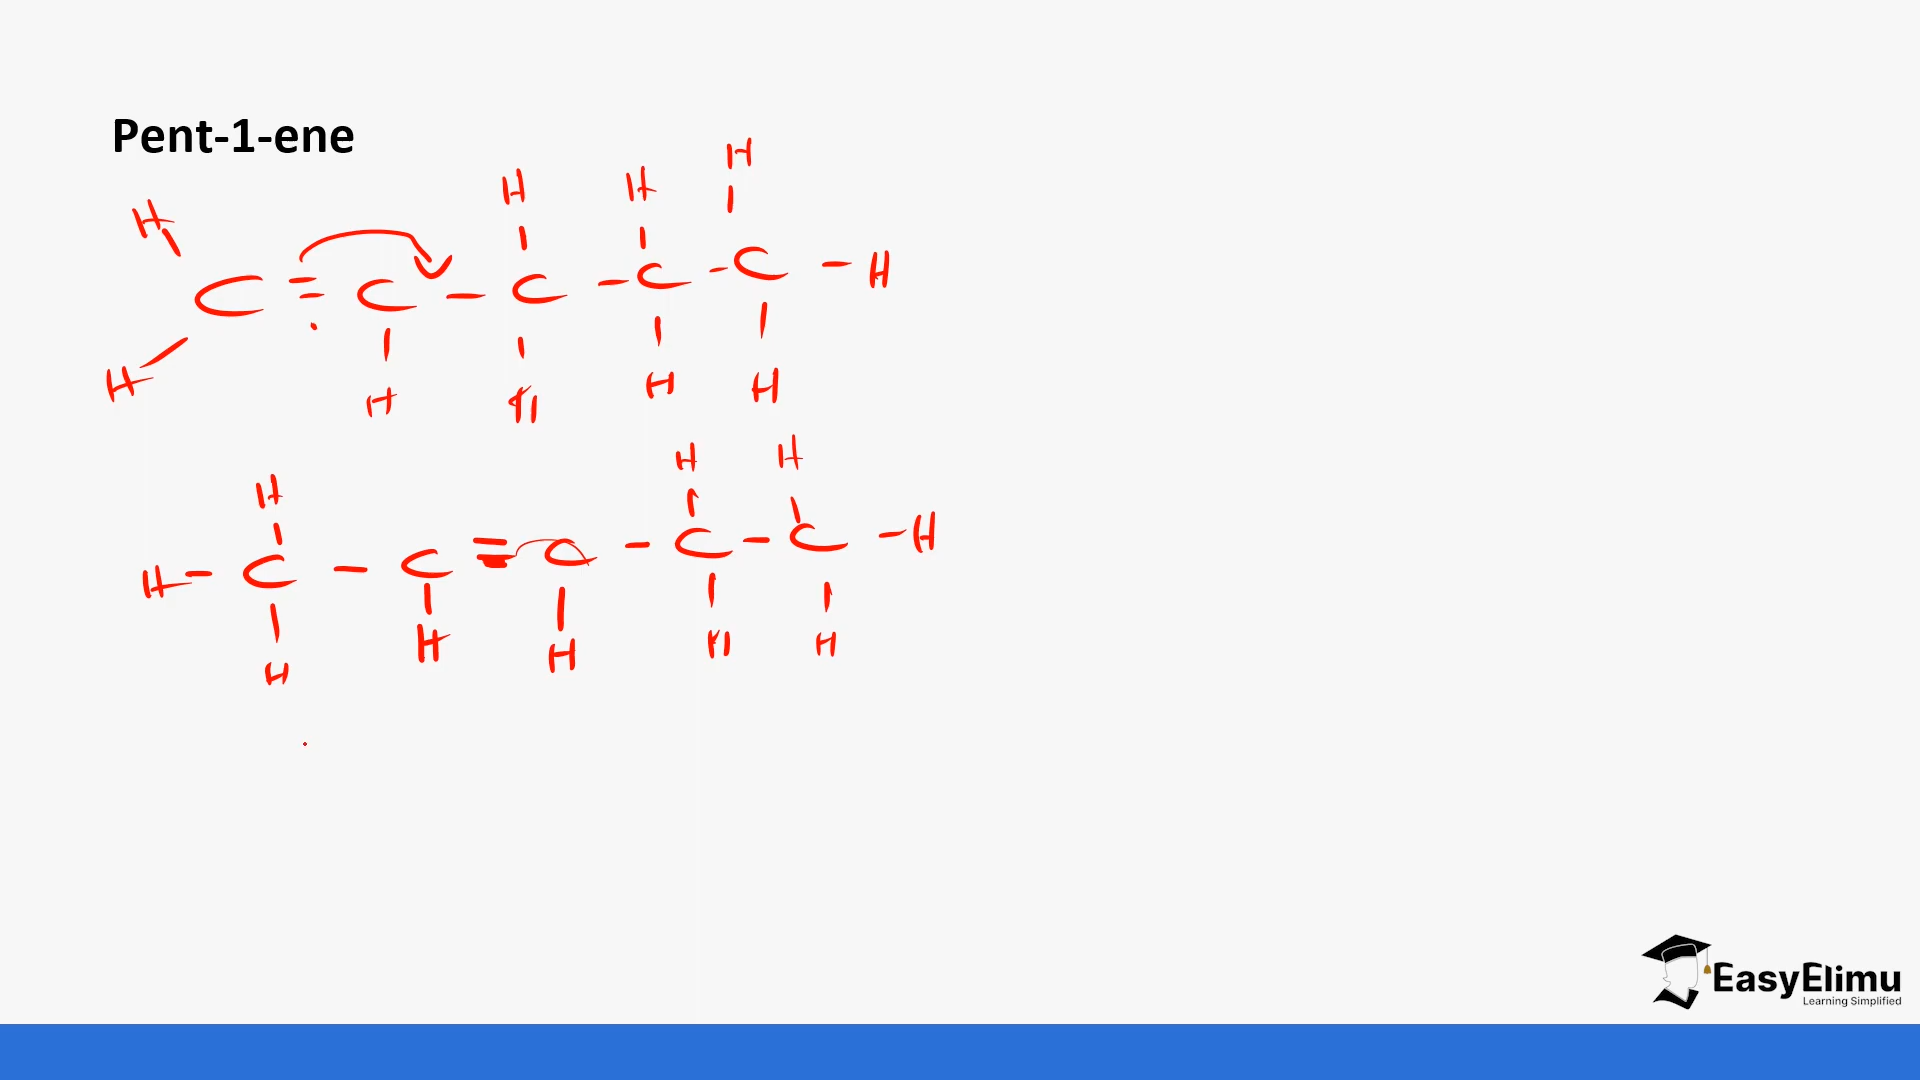 Pent-1-ene
H H H
H
C = C - C - C - C - H
H H H H H
H H H
H - C - C = C - C - C - H
H H H H H
EasyElimu
Learning Simplified